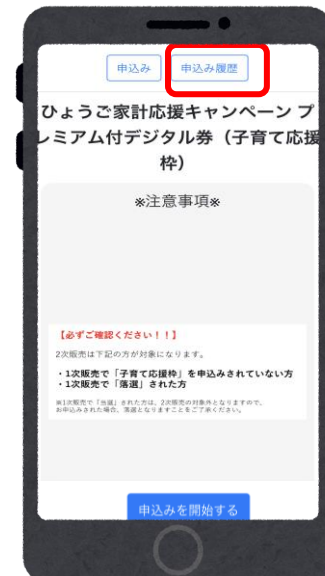 申込み 申込み履歴
ひょうご家計応援キャンペーン プ
レミアム付デジタル券（子育て応援
枠）
※注意事項※
【必ずご確認ください！！】
2次販売は下記の方が対象になります。
・1次販売で「子育て応援枠」を申込みされていない方
・1次販売で「落選」された方
※1次販売で「当選」された方は、2次販売の対象外となりますので、
お申込みされた場合、落選となりますことをご了承ください。
申込みを開始する